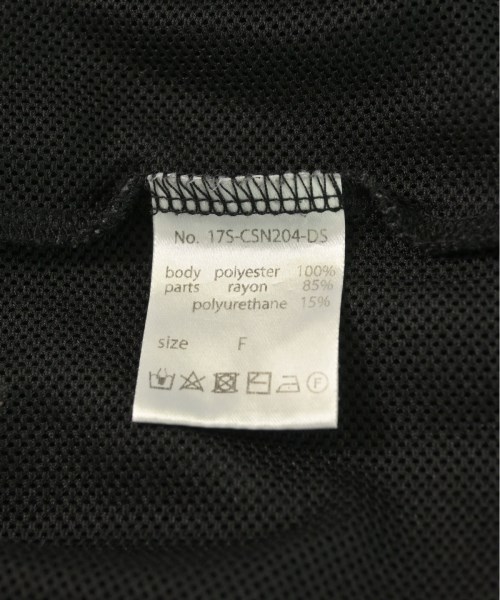 No. 17S-CSN204-DS
body polyester 100%
parts rayon 85%
polyurethane 15%
size F
F